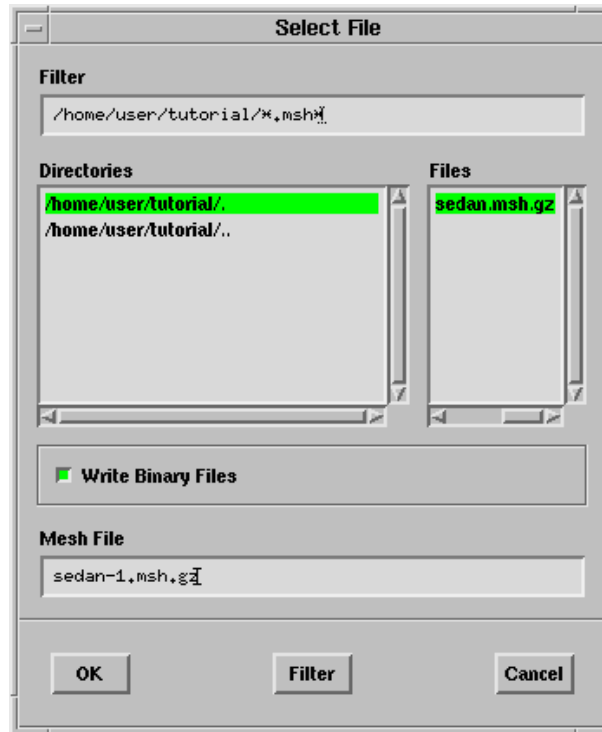 Select File
Filter
/home/user/tutorial/*.msh*
Directories
Files
/home/user/tutorial/.
sedan.msh.gz
/home/user/tutorial/..
Write Binary Files
Mesh File
sedan-1.msh.gz
OK
Filter
Cancel